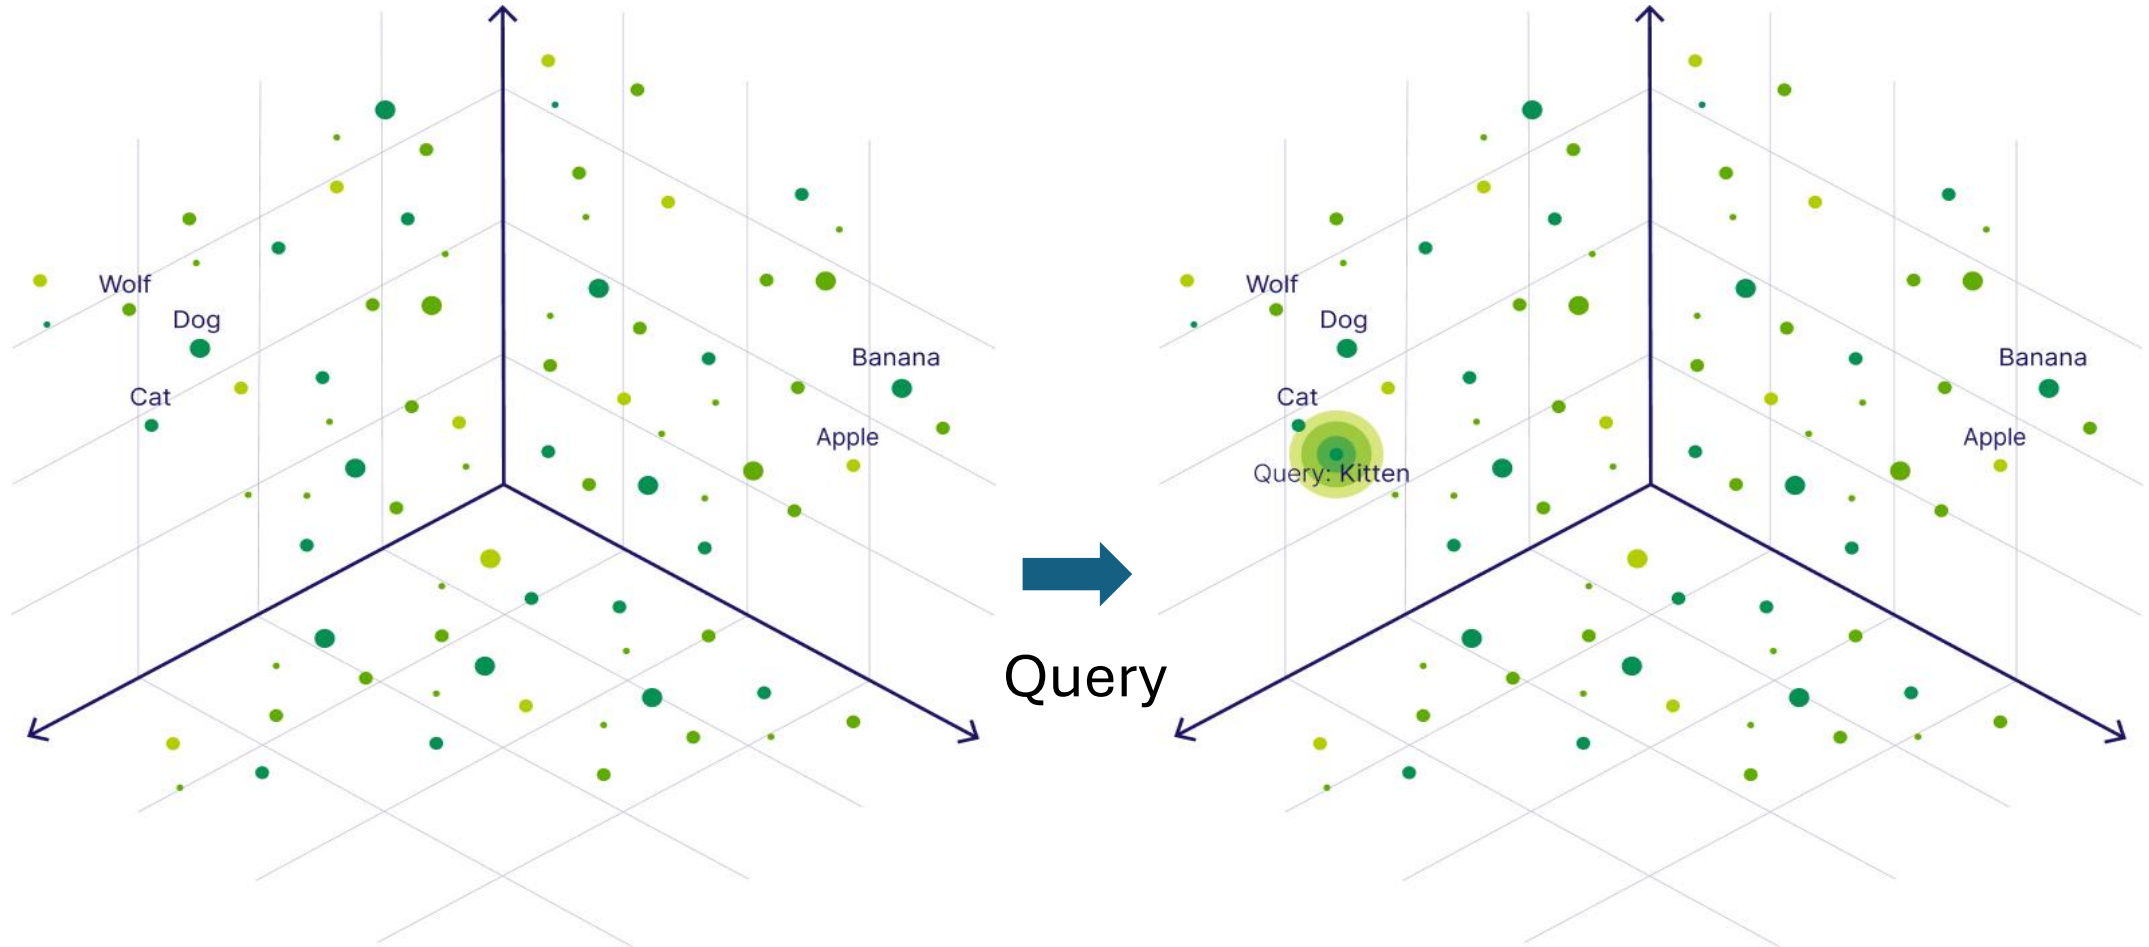 Wolf
Dog
Cat
Banana
Apple
Query
Wolf
Dog
Cat
Query: Kitten
Banana
Apple